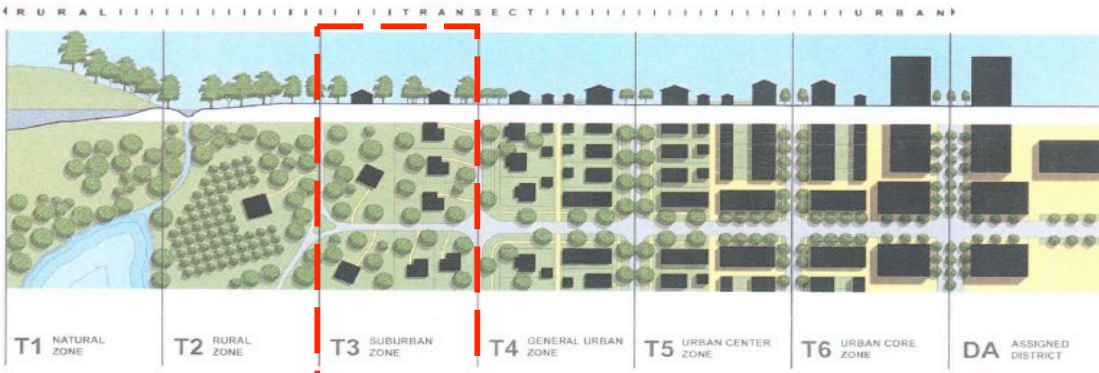 RURAL TRANSECT URBAN
T1 NATURAL ZONE
T2 RURAL ZONE
T3 SUBURBAN ZONE
T4 GENERAL URBAN ZONE
T5 URBAN CENTER ZONE
T6 URBAN CORE ZONE
DA ASSIGNED DISTRICT